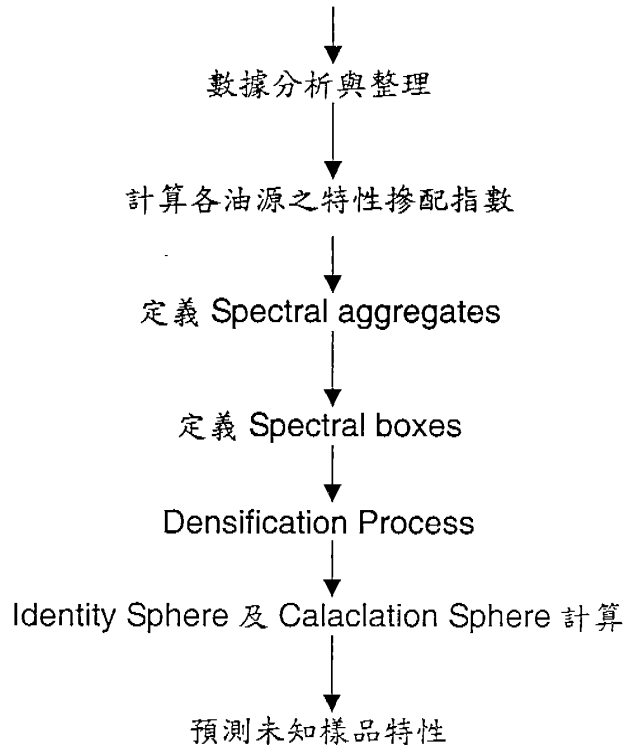 數據分析與整理
計算各油源之特性摻配指數
定義 Spectral aggregates
定義 Spectral boxes
Densification Process
Identity Sphere 及 Calaclation Sphere 計算
預測未知樣品特性